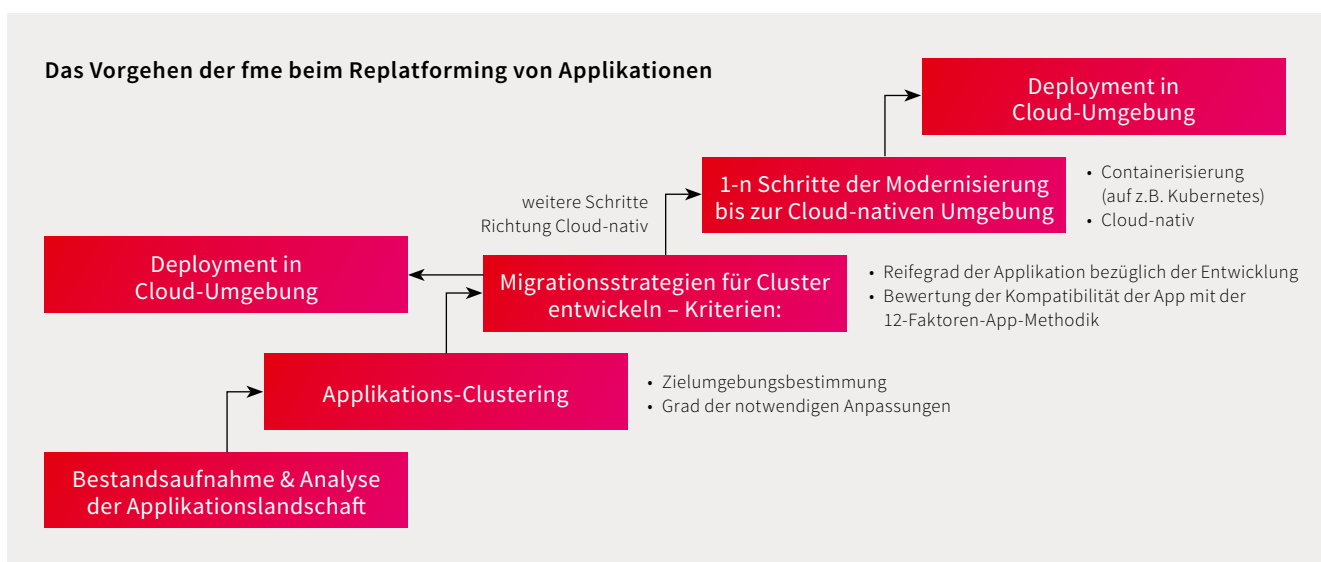 Das Vorgehen der fme beim Replatforming von Applikationen
Deployment in
Cloud-Umgebung
1-n Schritte der Modernisierung
bis zur Cloud-nativen Umgebung
• Containerisierung
(auf z.B. Kubernetes)
• Cloud-nativ
weitere Schritte
Richtung Cloud-nativ
Deployment in
Cloud-Umgebung
Migrationsstrategien für Cluster
entwickeln – Kriterien:
• Reifegrad der Applikation bezüglich der Entwicklung
• Bewertung der Kompatibilität der App mit der
12-Faktoren-App-Methodik
Applikations-Clustering
• Zielumgebungsbestimmung
• Grad der notwendigen Anpassungen
Bestandsaufnahme & Analyse
der Applikationslandschaft